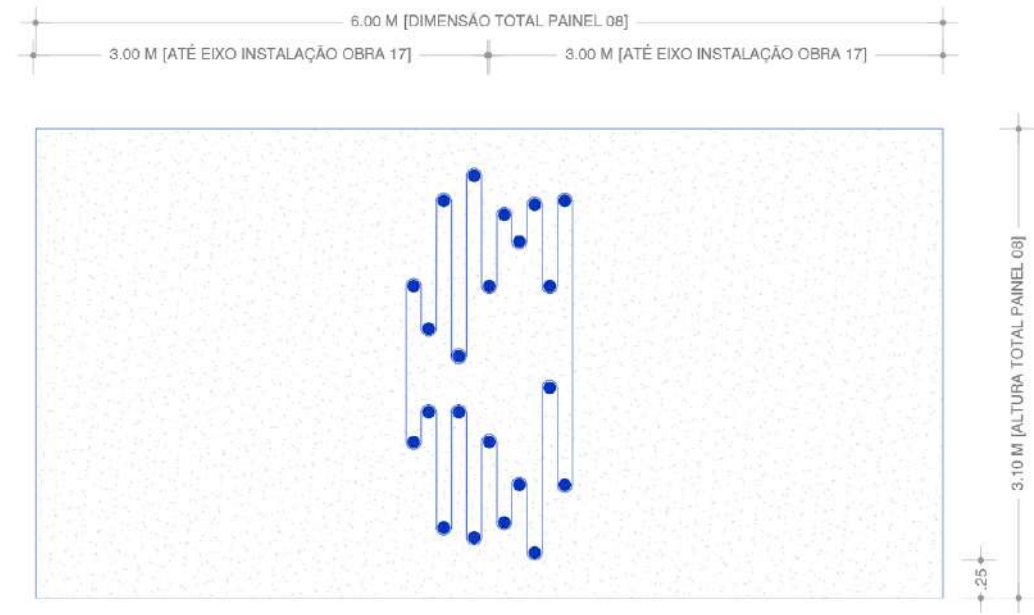 6.00 M [DIMENSÃO TOTAL PAINEL 08]
3.00 M [ATÉ EIXO INSTALAÇÃO OBRA 17]
3.00 M [ATÉ EIXO INSTALAÇÃO OBRA 17]
3.10 M [ALTURA TOTAL PAINEL 08]
.25